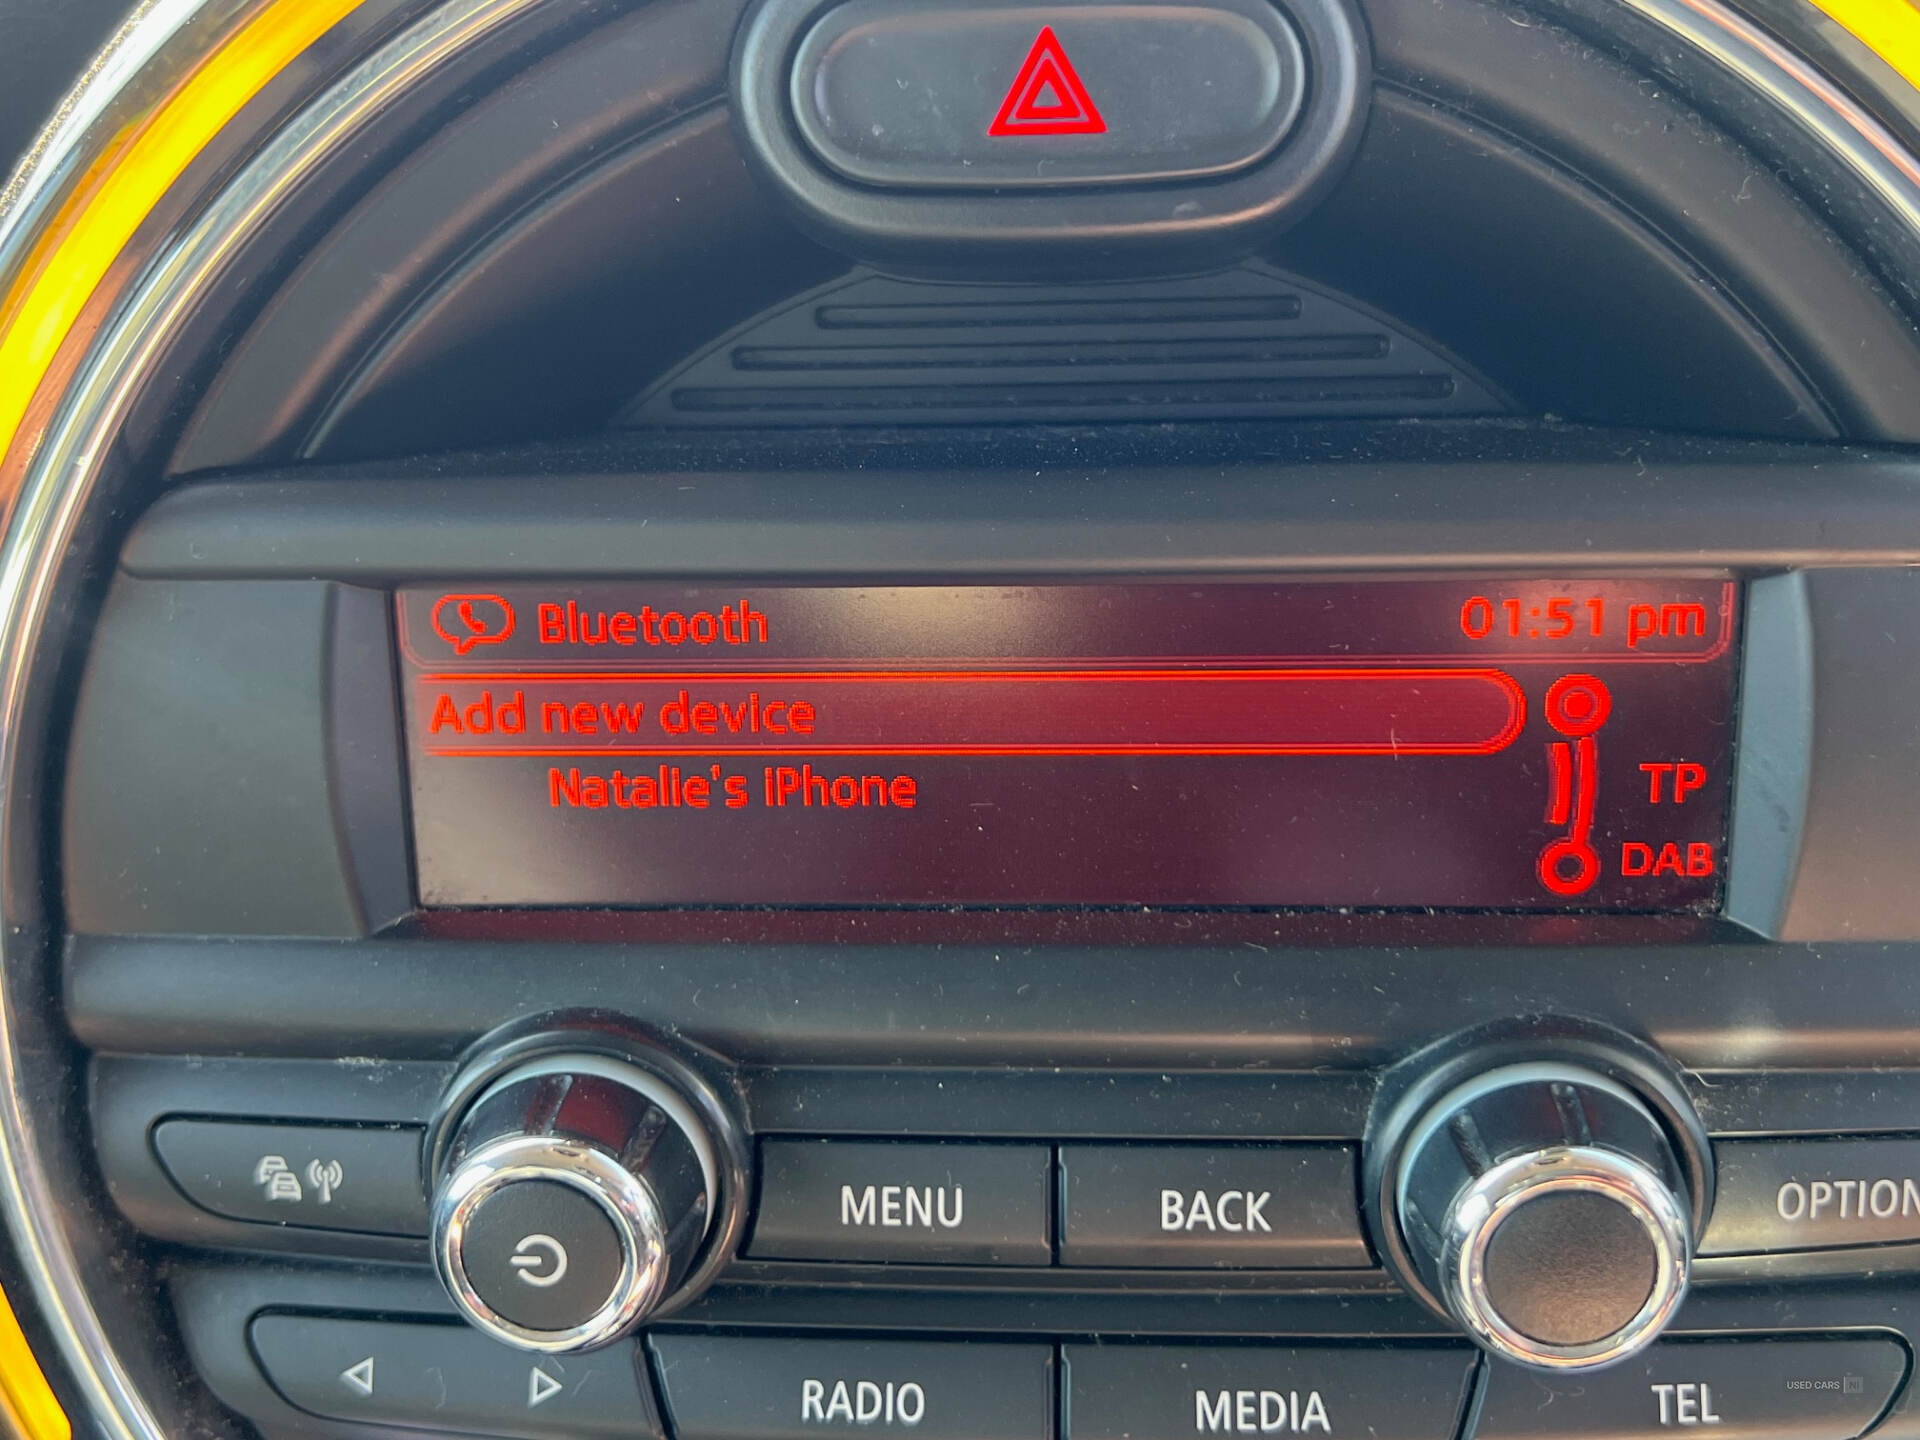 Bluetooth 01:51 pm
Add new device
Natalie's iPhone
TP
DAB
MENU BACK OPTION
RADIO MEDIA TEL
USED CARS NI